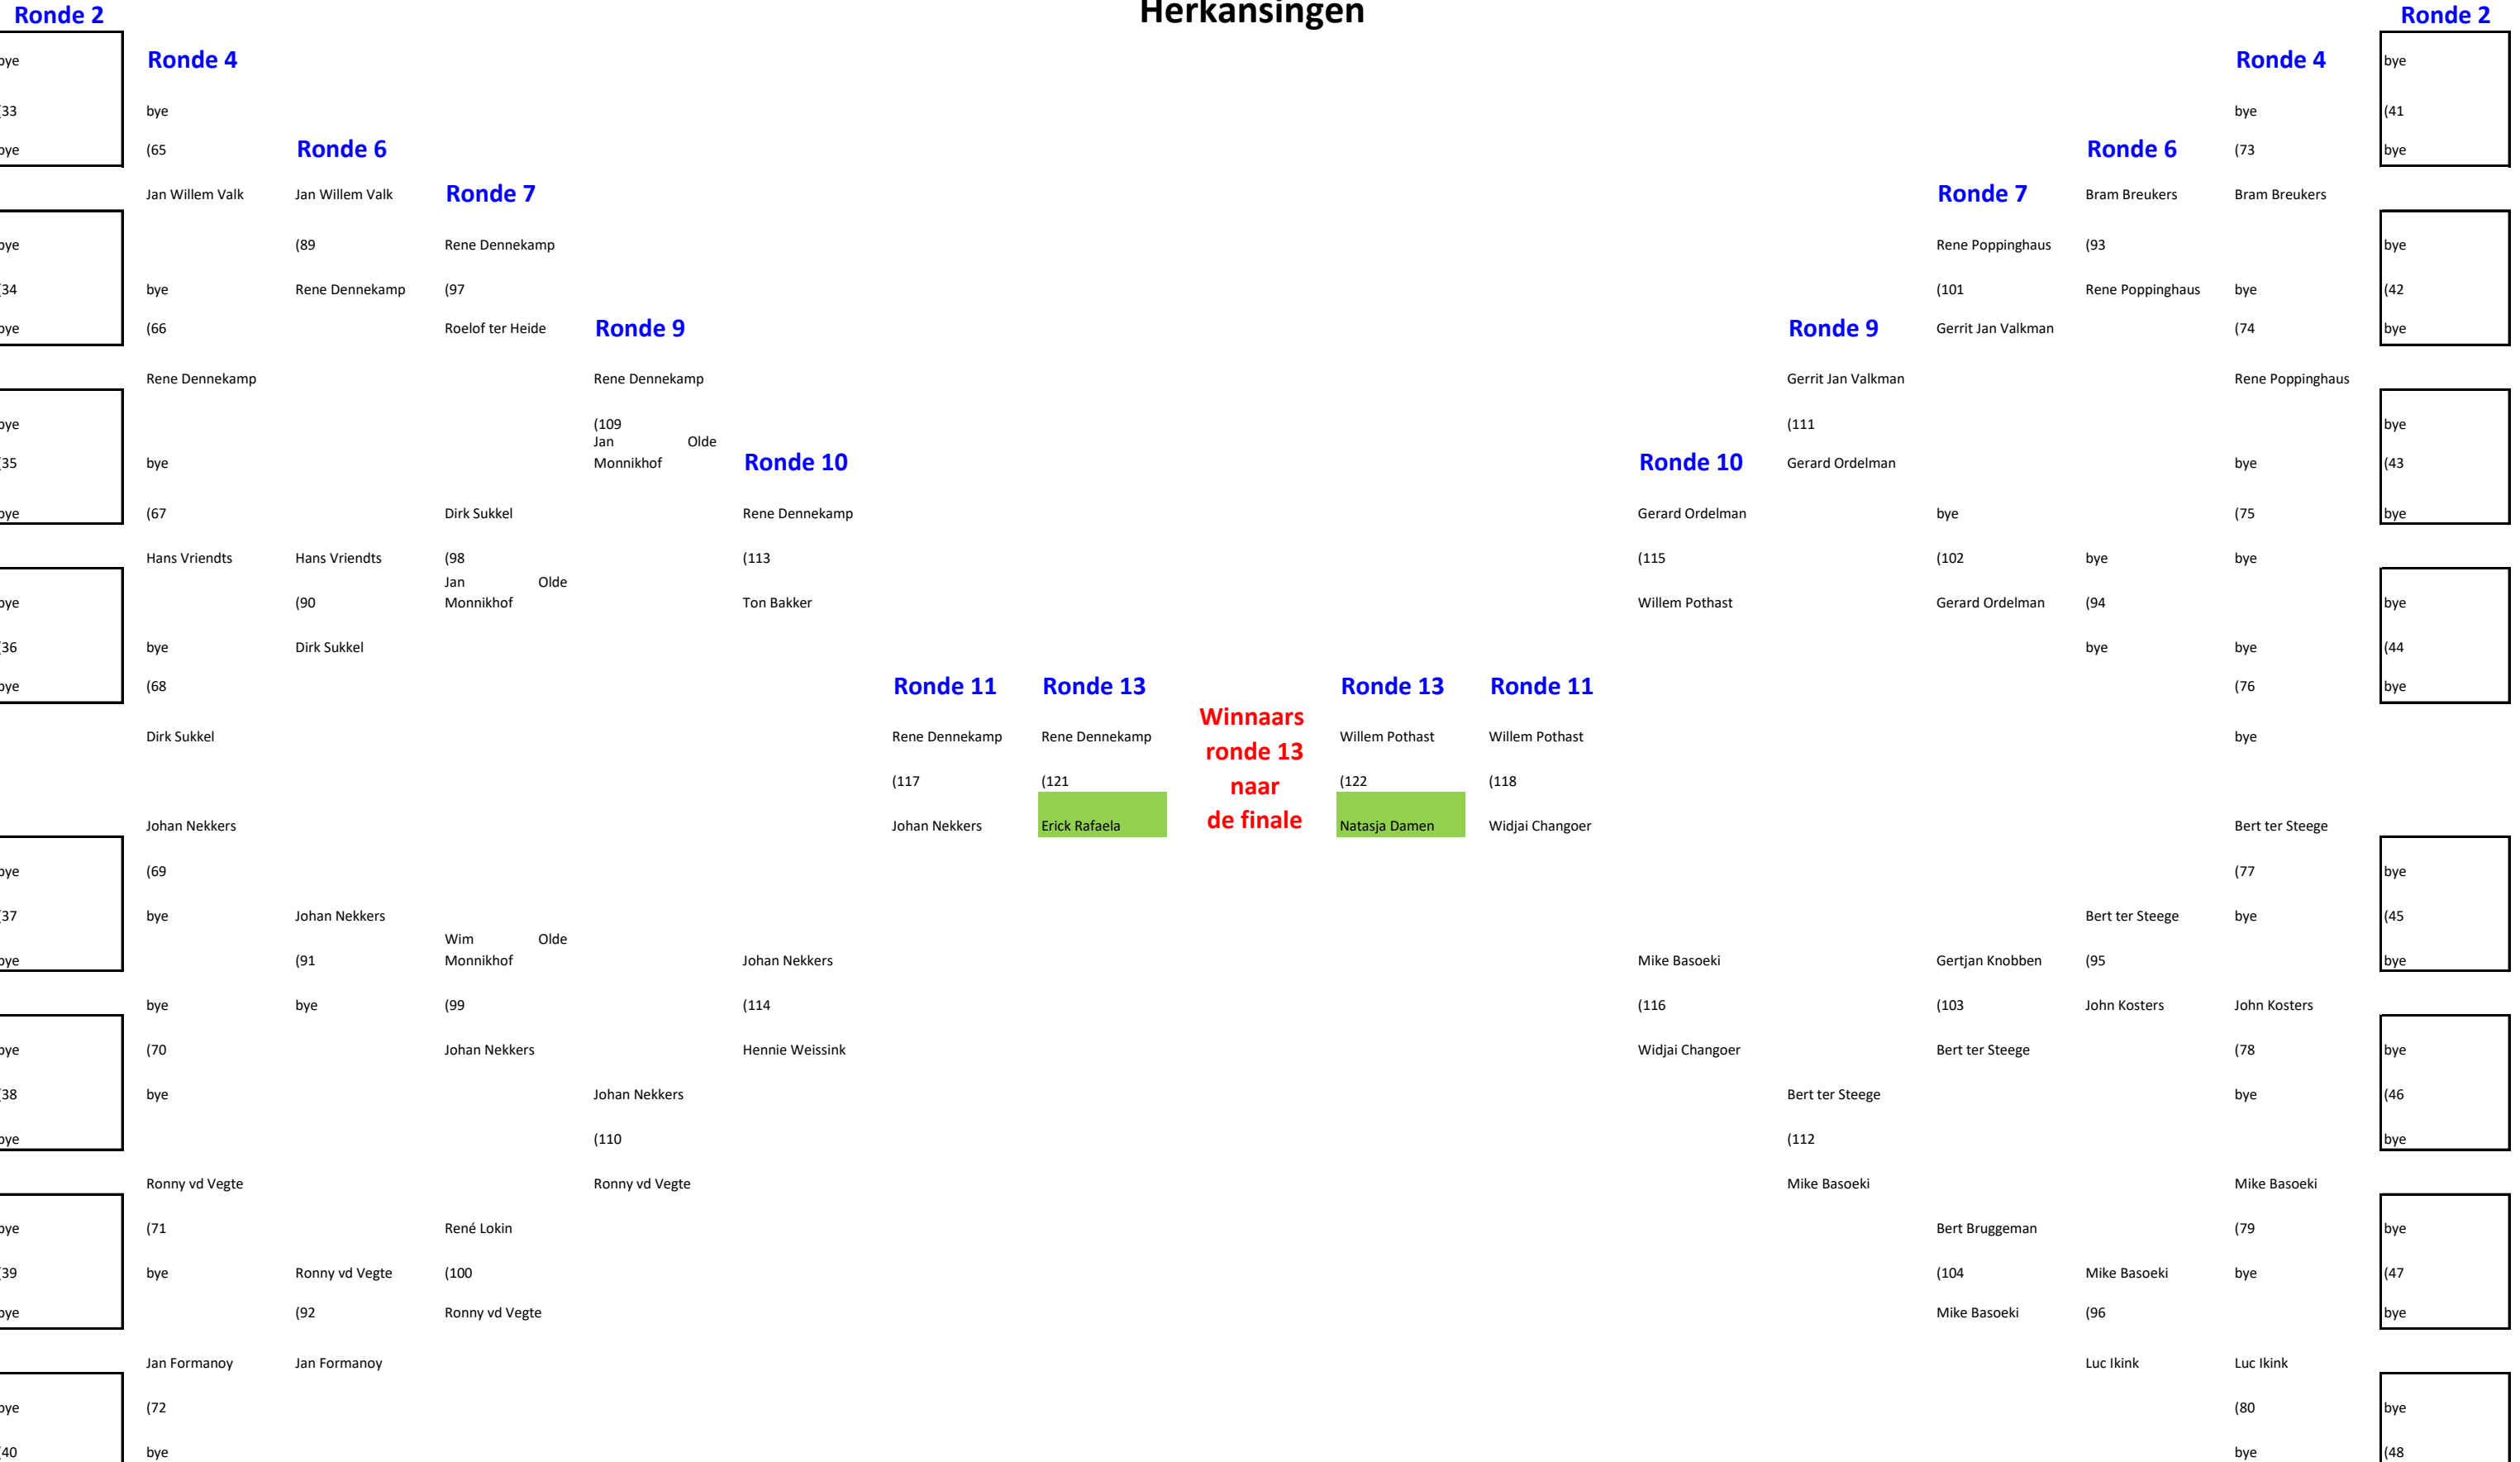 Herkansingen
Ronde 2 Ronde 2
bye Ronde 4 Ronde 4 bye
(33 bye bye (41
bye (65 Ronde 6 Ronde 6 (73 bye
Jan Willem Valk Jan Willem Valk Ronde 7 Ronde 7 Bram Breukers Bram Breukers
bye (89 Rene Dennekamp Rene Poppinghaus (93 bye
(34 bye Rene Dennekamp (97 (101 Rene Poppinghaus bye (42
bye (66 Roelof ter Heide Ronde 9 Ronde 9 Gerrit Jan Valkman (74 bye
Rene Dennekamp Rene Dennekamp Gerrit Jan Valkman Rene Poppinghaus
bye (109 (111 bye
Jan Olde
(35 bye Monnikhof Ronde 10 Ronde 10 Gerard Ordelman bye (43
bye (67 Dirk Sukkel Rene Dennekamp Gerard Ordelman bye (75 bye
Hans Vriendts Hans Vriendts (98 (113 (115 (102 bye bye
Jan Olde
bye (90 Monnikhof Ton Bakker Willem Pothast Gerard Ordelman (94 bye
(36 bye Dirk Sukkel bye bye (44
bye (68 Ronde 11 Ronde 13 Ronde 13 Ronde 11 (76 bye
Winnaars
Dirk Sukkel Rene Dennekamp Rene Dennekamp Willem Pothast Willem Pothast bye
ronde 13
(117 (121 naar (122 (118
Johan Nekkers Johan Nekkers Erick Rafaela de finale Natasja Damen Widjai Changoer Bert ter Steege
bye (69 (77 bye
(37 bye Johan Nekkers Bert ter Steege bye (45
Wim Olde
bye (91 Monnikhof Johan Nekkers Mike Basoeki Gertjan Knobben (95 bye
bye bye (99 (114 (116 (103 John Kosters John Kosters
bye (70 Johan Nekkers Hennie Weissink Widjai Changoer Bert ter Steege (78 bye
(38 bye Johan Nekkers Bert ter Steege bye (46
bye (110 (112 bye
Ronny vd Vegte Ronny vd Vegte Mike Basoeki Mike Basoeki
bye (71 René Lokin Bert Bruggeman (79 bye
(39 bye Ronny vd Vegte (100 (104 Mike Basoeki bye (47
bye (92 Ronny vd Vegte Mike Basoeki (96 bye
Jan Formanoy Jan Formanoy Luc Ikink Luc Ikink
bye (72 (80 bye
(40 bye bye (48